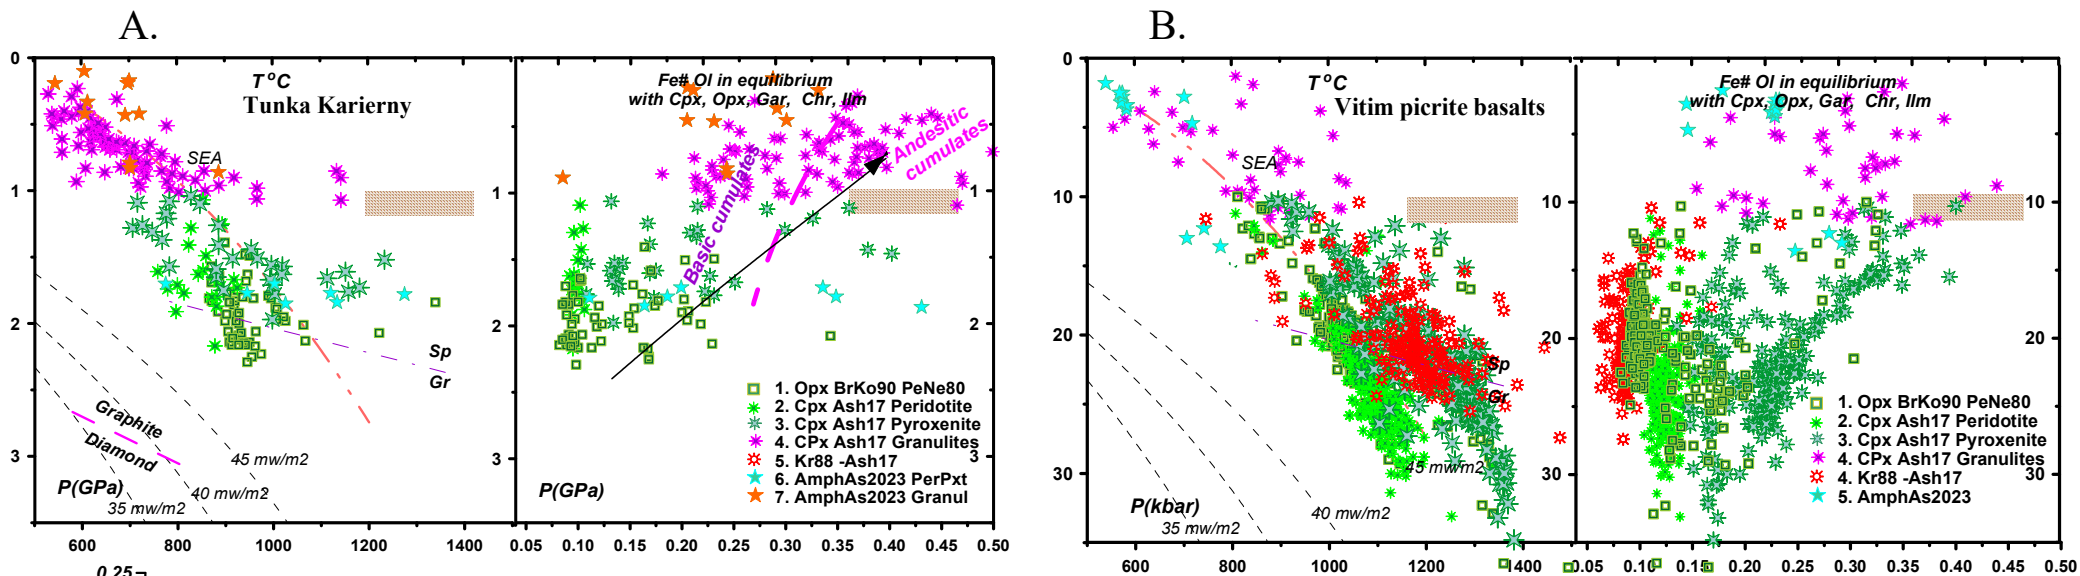 A.
B.
0
1
2
3
T°C
Tunka Karierny
SEA
Sp
Gr
Graphite
Diamond
45 mw/m2
40 mw/m2
35 mw/m2
P(GPa)
600
800
1000
1200
1400
0.25
Fe# Ol in equilibrium
with Cpx, Opx, Gar, Chr, Ilm
Basic cumulates
Andesitic
cumulates
1
2
3
1
2
3
1. Opx BrKo90 PeNe80
2. Cpx Ash17 Peridotite
3. Cpx Ash17 Pyroxenite
4. CPx Ash17 Granulites
5. Kr88 -Ash17
6. AmphAs2023 PerPxt
7. AmphAs2023 Granul
P(GPa)
0.05
0.10
0.15
0.20
0.25
0.30
0.35
0.40
0.45
0.50
0
10
20
30
T°C
Vitim picrite basalts
SEA
Sp
Gr
45 mw/m2
40 mw/m2
35 mw/m2
P(kbar)
600
800
1000
1200
1400
Fe# Ol in equilibrium
with Cpx, Opx, Gar, Chr, Ilm
10
20
30
10
20
30
1. Opx BrKo90 PeNe80
2. Cpx Ash17 Peridotite
3. Cpx Ash17 Pyroxenite
4. CPx Ash17 Granulites
4. Kr88 -Ash17
5. AmphAs2023
0.05
0.10
0.15
0.20
0.25
0.30
0.35
0.40
0.45
0.50